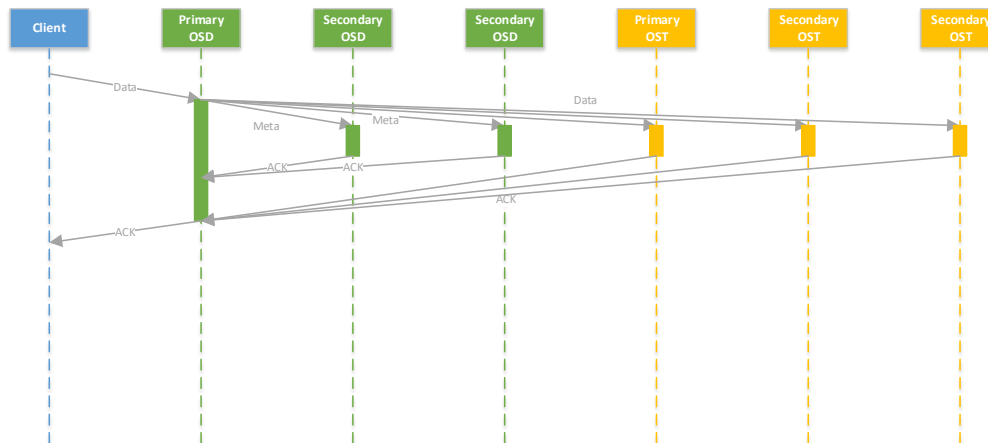 Client
Primary
OSD
Secondary
OSD
Secondary
OSD
Primary
OST
Secondary
OST
Secondary
OST
Data
Data
Meta
Meta
ACK
ACK
ACK
ACK